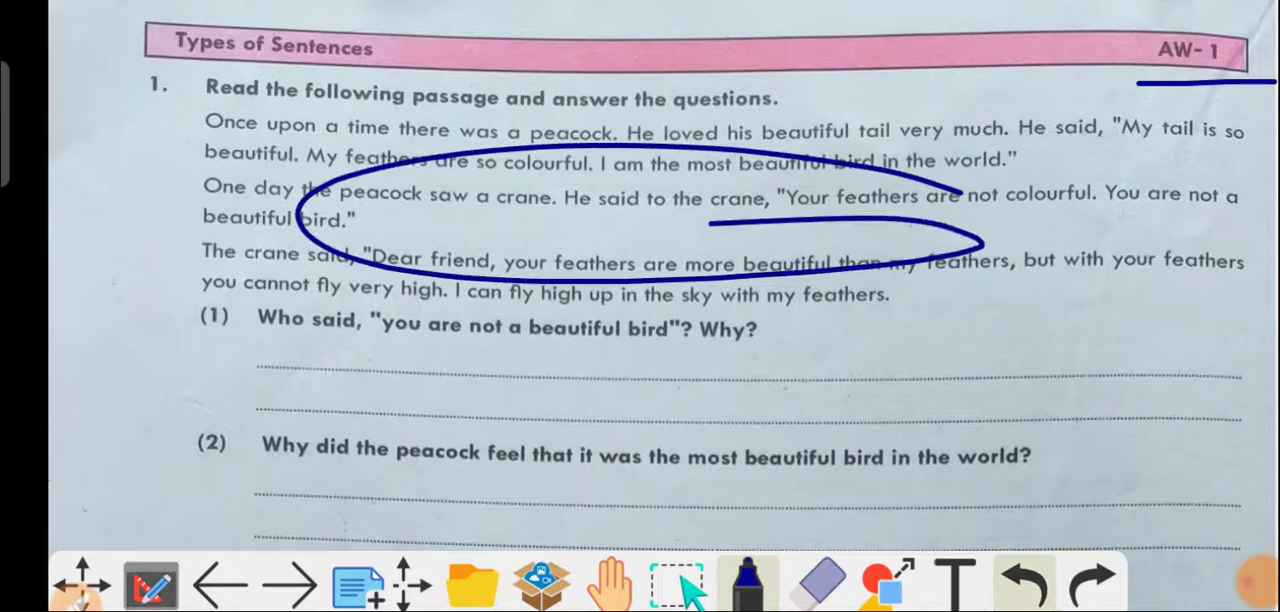 Types of Sentences AW- 1
1. Read the following passage and answer the questions.
Once upon a time there was a peacock. He loved his beautiful tail very much. He said, "My tail is so
beautiful. My feathers are so colourful. I am the most beautiful bird in the world."
One day the peacock saw a crane. He said to the crane, "Your feathers are not colourful. You are not a
beautiful bird."
The crane said, "Dear friend, your feathers are more beautiful than my feathers, but with your feathers
you cannot fly very high. I can fly high up in the sky with my feathers.
(1) Who said, "you are not a beautiful bird"? Why?
(2) Why did the peacock feel that it was the most beautiful bird in the world?
T